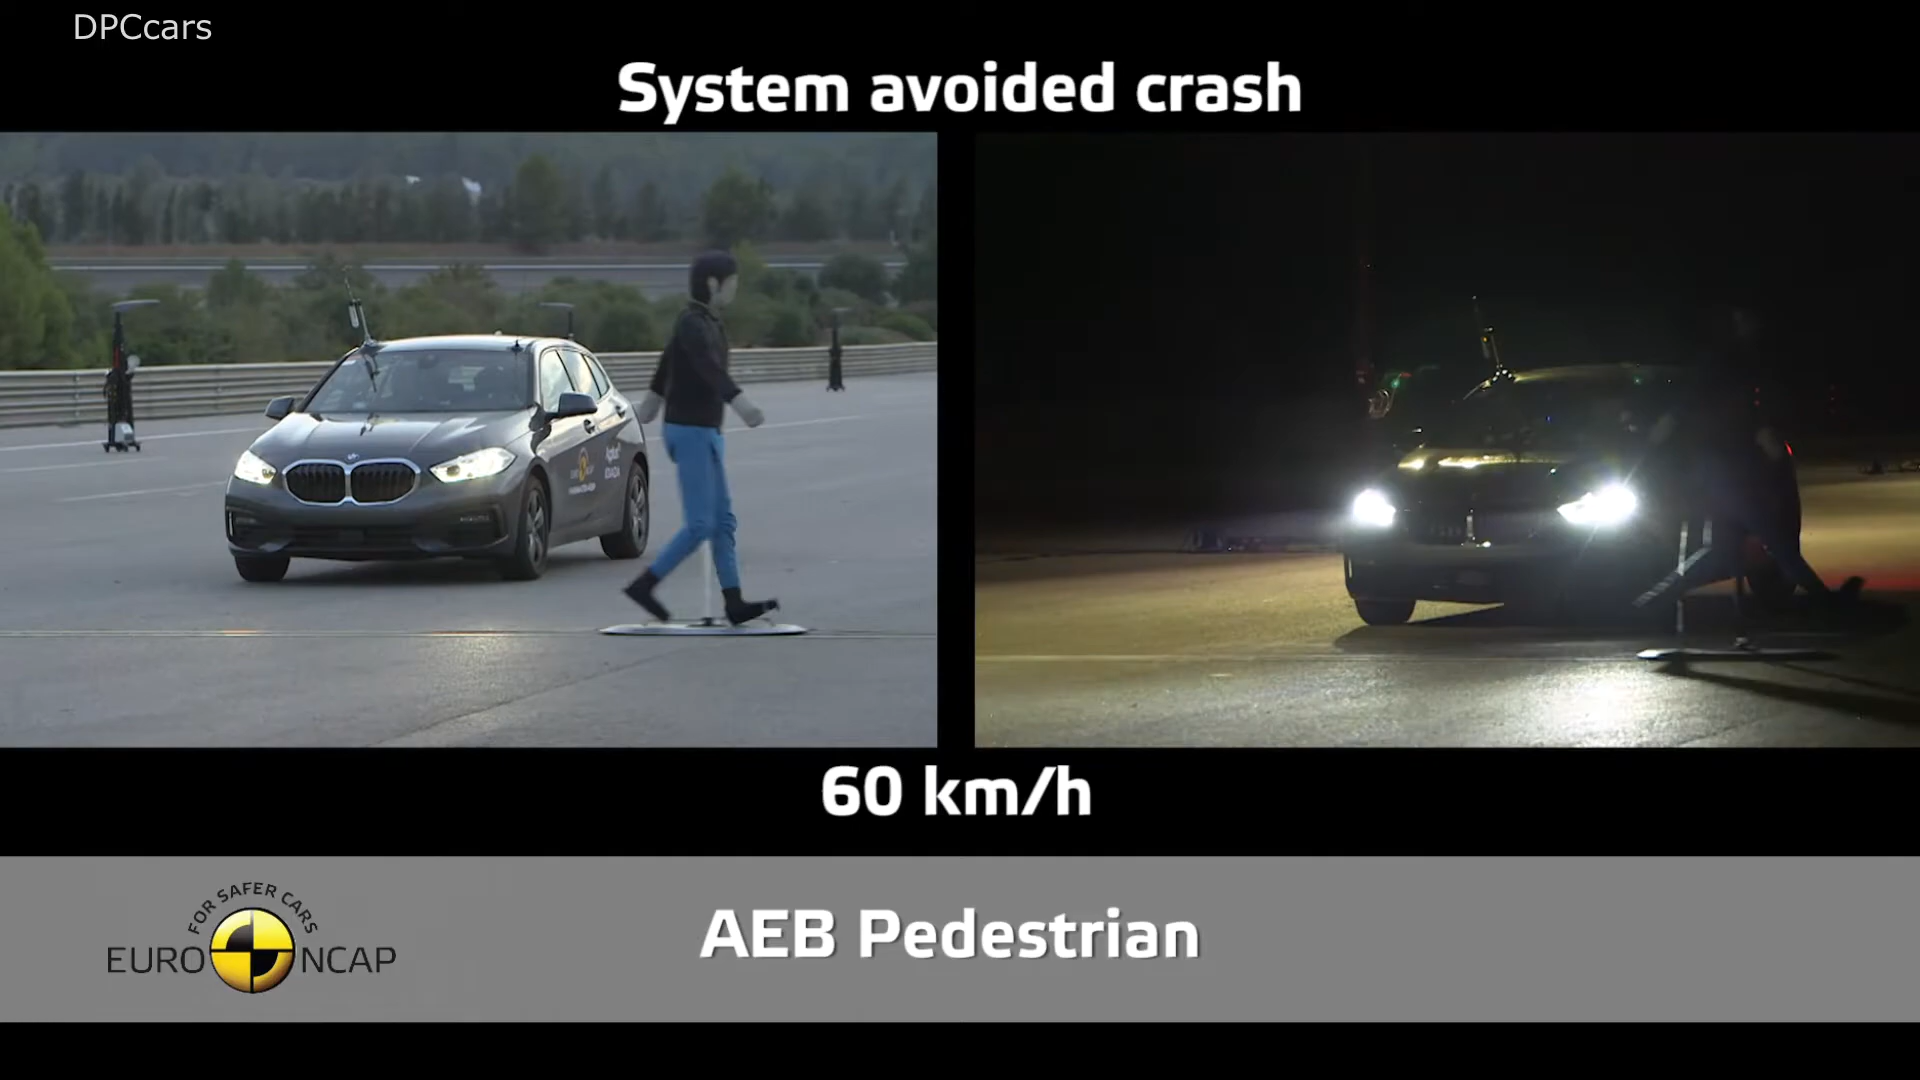 DPCcars
System avoided crash
60 km/h
FOR SAFER CARS
EURO NCAP
AEB Pedestrian